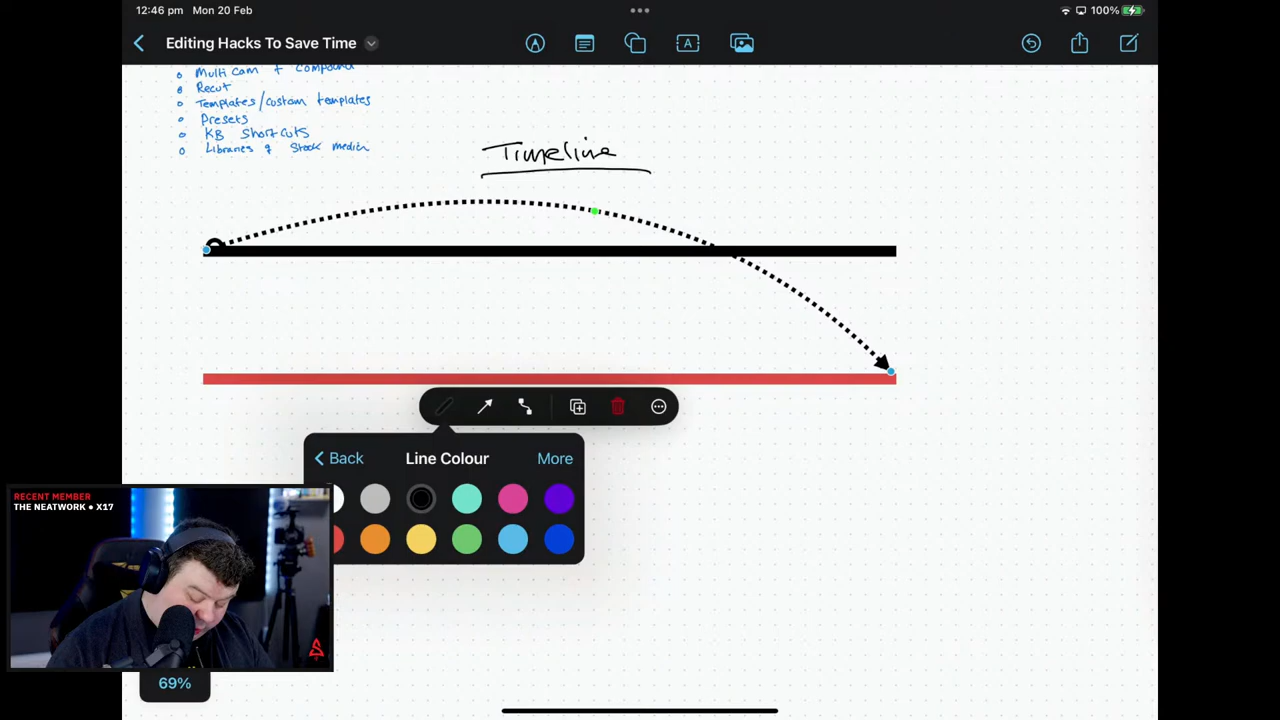 12:46 pm Mon 20 Feb
100%
Editing Hacks To Save Time
A
Multi Cam + Compound
Recut
Templates/custom templates
Presets
KB Shortcuts
Libraries & Stock media
Timeline
Back
Line Colour
More
RECENT MEMBER
THE NEATWORK ● X17
69%